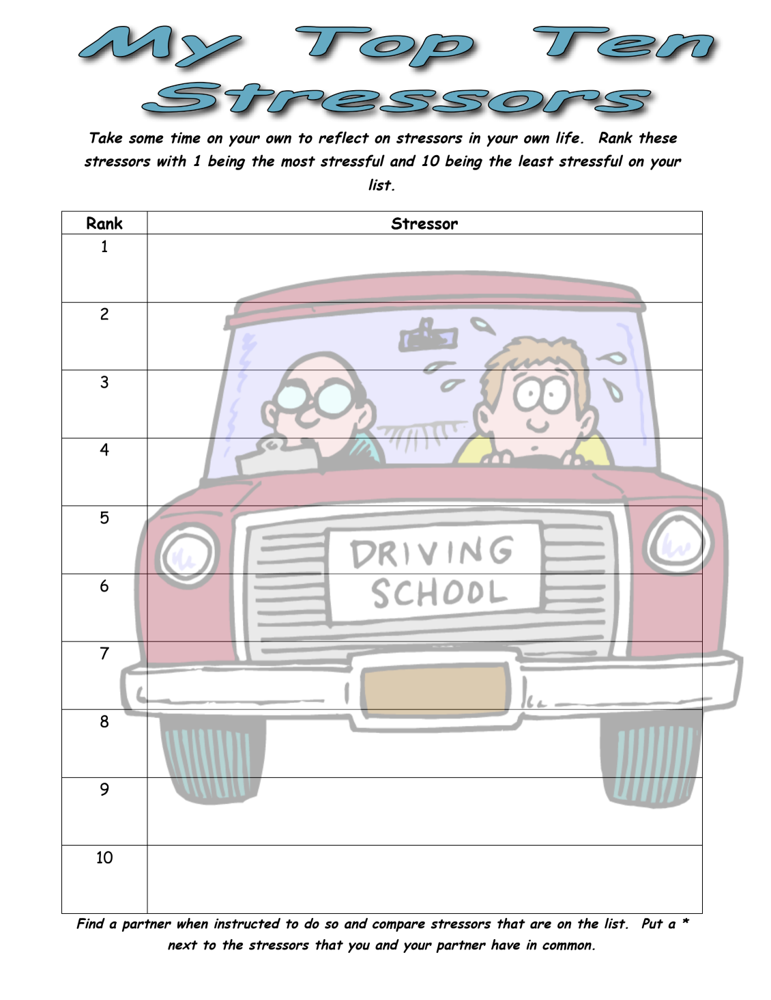 My Top Ten
Stressors
Take some time on your own to reflect on stressors in your own life.  Rank these
stressors with 1 being the most stressful and 10 being the least stressful on your
list.
Rank Stressor
1
2
3
4
5
DRIVING
6
SCHOOL
7
8
9
10
Find a partner when instructed to do so and compare stressors that are on the list.  Put a *
next to the stressors that you and your partner have in common.